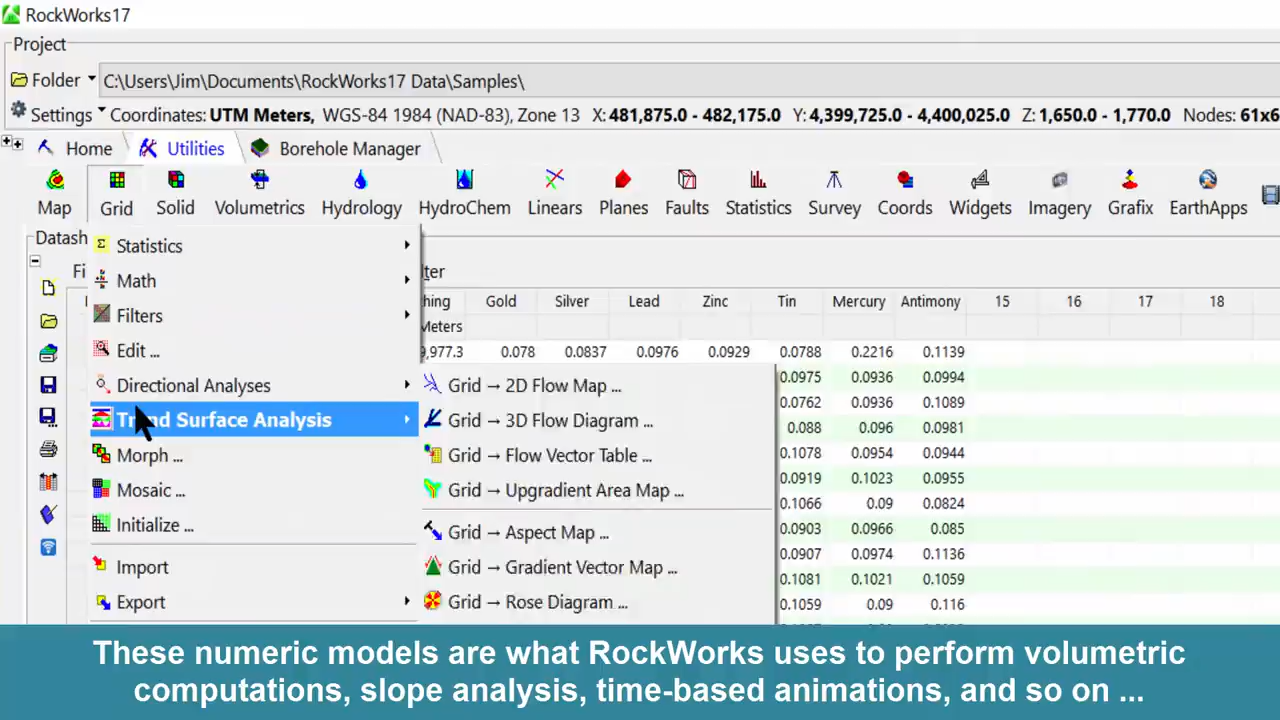 RockWorks17
Project
Folder C:\Users\Jim\Documents\RockWorks17 Data\Samples\
Settings Coordinates: UTM Meters, WGS-84 1984 (NAD-83), Zone 13 X: 481,875.0 - 482,175.0 Y: 4,399,725.0 - 4,400,025.0 Z: 1,650.0 - 1,770.0 Nodes: 61x6
Home Utilities Borehole Manager
Map Grid Solid Volumetrics Hydrology HydroChem Linears Planes Faults Statistics Survey Coords Widgets Imagery Grafix EarthApps
Datash
Fi
lter
Statistics
Math
Filters
Edit ...
Directional Analyses
Trend Surface Analysis
Morph ...
Mosaic ...
Initialize ...
Import
Export
Grid → 2D Flow Map ...
Grid → 3D Flow Diagram ...
Grid → Flow Vector Table ...
Grid → Upgradient Area Map ...
Grid → Aspect Map ...
Grid → Gradient Vector Map ...
Grid → Rose Diagram ...
hing Gold Silver Lead Zinc Tin Mercury Antimony 15 16 17 18
Meters
9,977.3 0.078 0.0837 0.0976 0.0929 0.0788 0.2216 0.1139
0.0975 0.0936 0.0994
0.0762 0.0936 0.1089
0.088 0.096 0.0981
0.1078 0.0954 0.0944
0.0919 0.1023 0.0955
0.1066 0.09 0.0824
0.0903 0.0966 0.085
0.0907 0.0974 0.1136
0.1081 0.1021 0.1059
0.1059 0.09 0.116
These numeric models are what RockWorks uses to perform volumetric
computations, slope analysis, time-based animations, and so on ...